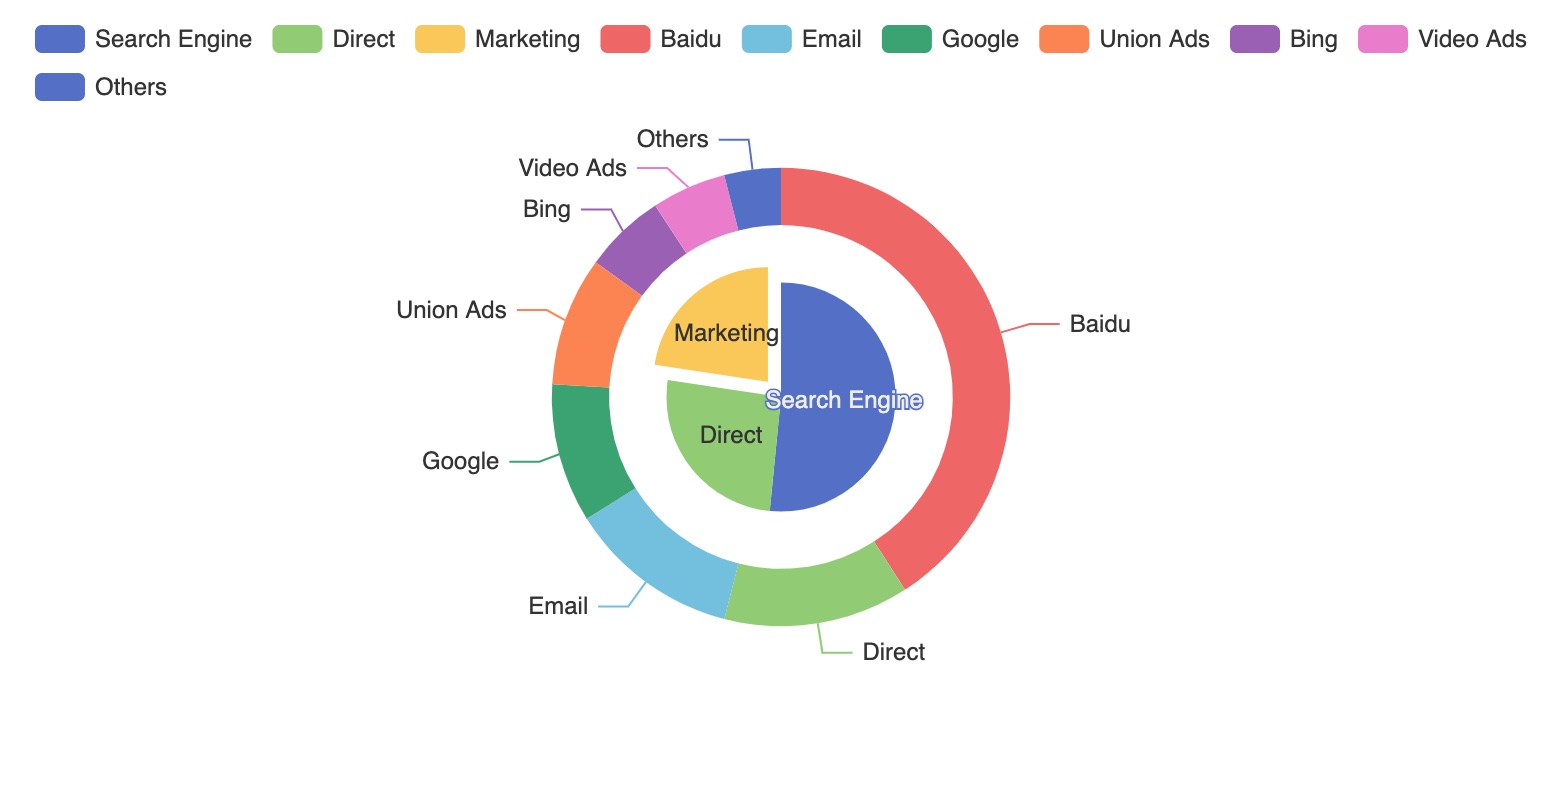 Search Engine Direct Marketing Baidu Email Google Union Ads Bing Video Ads
Others
Others
Video Ads
Bing
Union Ads
Baidu
Marketing
Search Engine
Direct
Google
Email
Direct